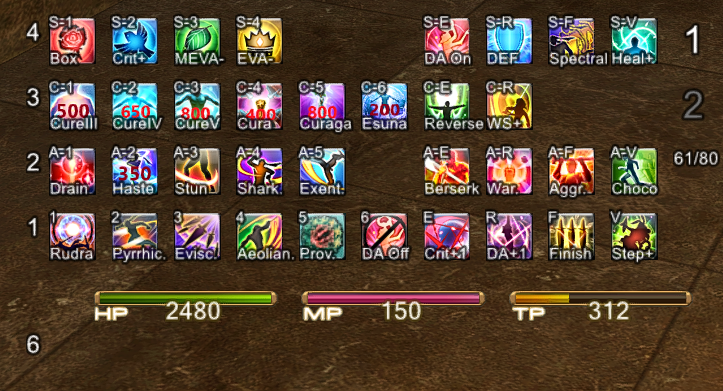 4 S-1 S-2 S-3 S-4 S-E S-R S-F S-V 1
Box Cnt+ MEVA- EVA- DA On DEF Spectral Heal+
3 C-1 C-2 C-3 C-4 C-5 C-6 C-E C-R 2
500 650 800 400 800 200
CureIII CureIV CureV Cura Curaga Esuna Reverse WS+
2 A-1 A-2 A-3 A-4 A-5 A-E A-R A-F A-V 61/80
350
Drain Haste Stun Shark Exent. Berserk War. Aggr. Choco
1 1 2 3 4 5 6 E R F V
Rudra Pyrrhic. Evisc. Aeolian. Prov. DA Off Cnt+1 DA+1 Finish Step+
HP 2480 MP 150 TP 312
6